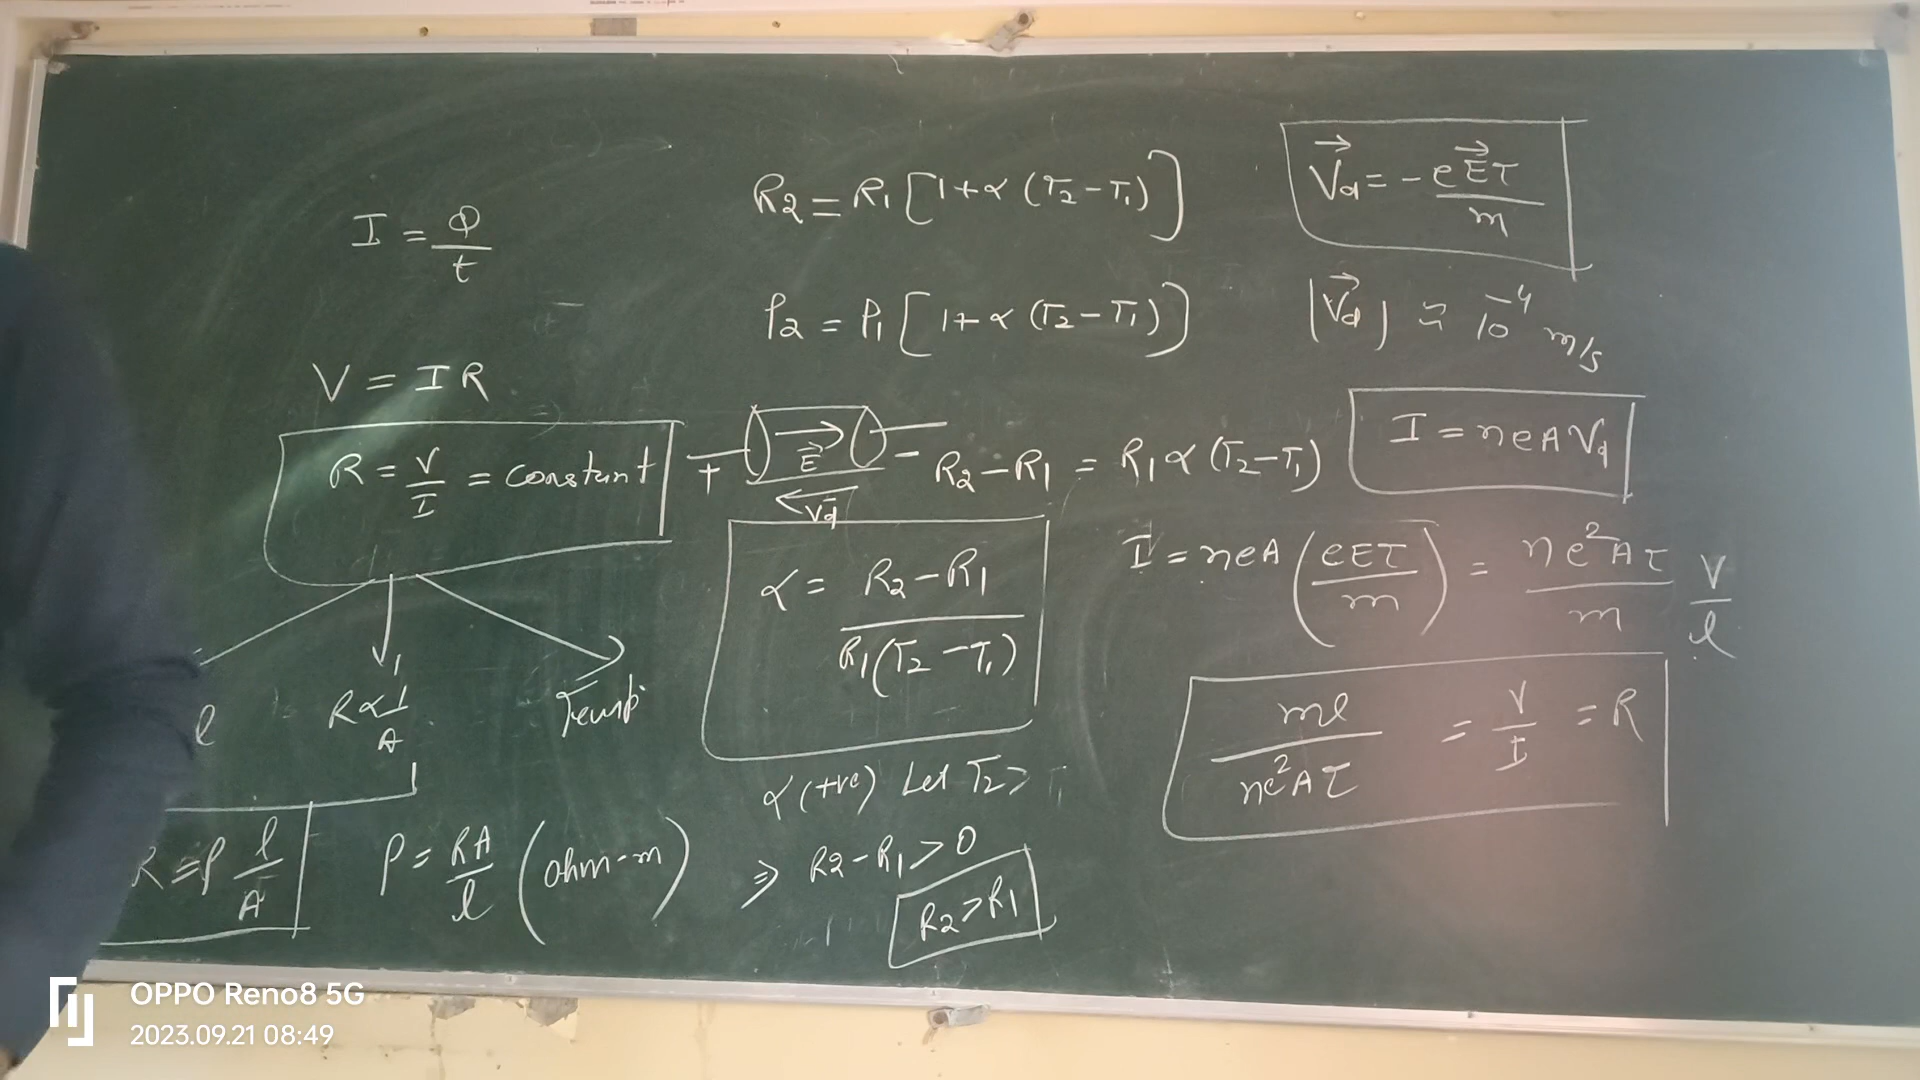 I = Q/t
V = IR
R = V/I = constant
l
R ∝ 1/A
Temp.
R = ρ l/A
ρ = RA/l (ohm-m)
R2 = R1 [1+α (T2-T1)]
ρ2 = ρ1 [1+α (T2-T1)]
+ E⃗ -
Vd
R2-R1 = R1 α (T2-T1)
α = R2-R1 / R1(T2-T1)
α (+ve) Let T2 >
⇒ R2-R1 > 0
R2 > R1
V⃗d = -eE⃗τ/m
|V⃗d| ≈ 10^-4 m/s
I = neAVd
I = neA (eEτ/m) = ne²Aτ/m V/l
ml/ne²Aτ = V/I = R
OPPO Reno8 5G
2023.09.21 08:49